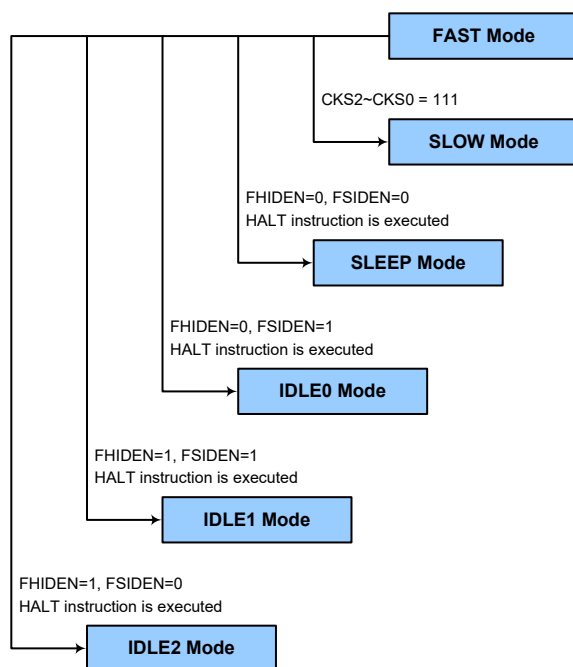 FAST Mode
CKS2~CKS0 = 111
SLOW Mode
FHIDEN=0, FSIDEN=0
HALT instruction is executed
SLEEP Mode
FHIDEN=0, FSIDEN=1
HALT instruction is executed
IDLE0 Mode
FHIDEN=1, FSIDEN=1
HALT instruction is executed
IDLE1 Mode
FHIDEN=1, FSIDEN=0
HALT instruction is executed
IDLE2 Mode